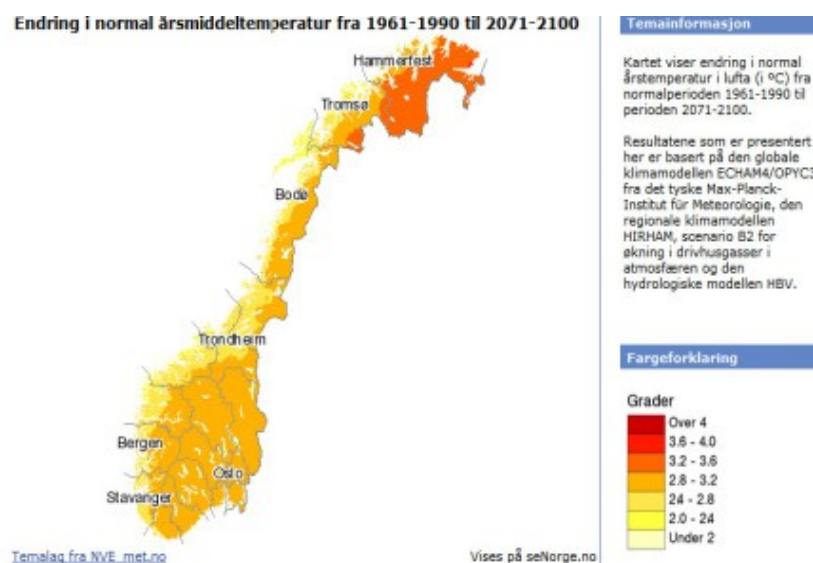 Endring i normal årsmiddeltemperatur fra 1961-1990 til 2071-2100
Hammerfest
Tromsø
Bodø
Trondheim
Bergen
Oslo
Stavanger
Temalag fra NVE met.no
Vises på seNorge.no
Temainformasjon
Kartet viser endring i normal
årstemperatur i lufta (i ºC) fra
normalperioden 1961-1990 til
perioden 2071-2100.
Resultatene som er presentert
her er basert på den globale
klimamodellen ECHAM4/OPYC3
fra det tyske Max-Planck-
Institut für Meteorologie, den
regionale klimamodellen
HIRHAM, scenario B2 for
økning i drivhusgasser i
atmosfæren og den
hydrologiske modellen HBV.
Fargeforklaring
Grader
Over 4
3.6 - 4.0
3.2 - 3.6
2.8 - 3.2
24 - 2.8
2.0 - 24
Under 2